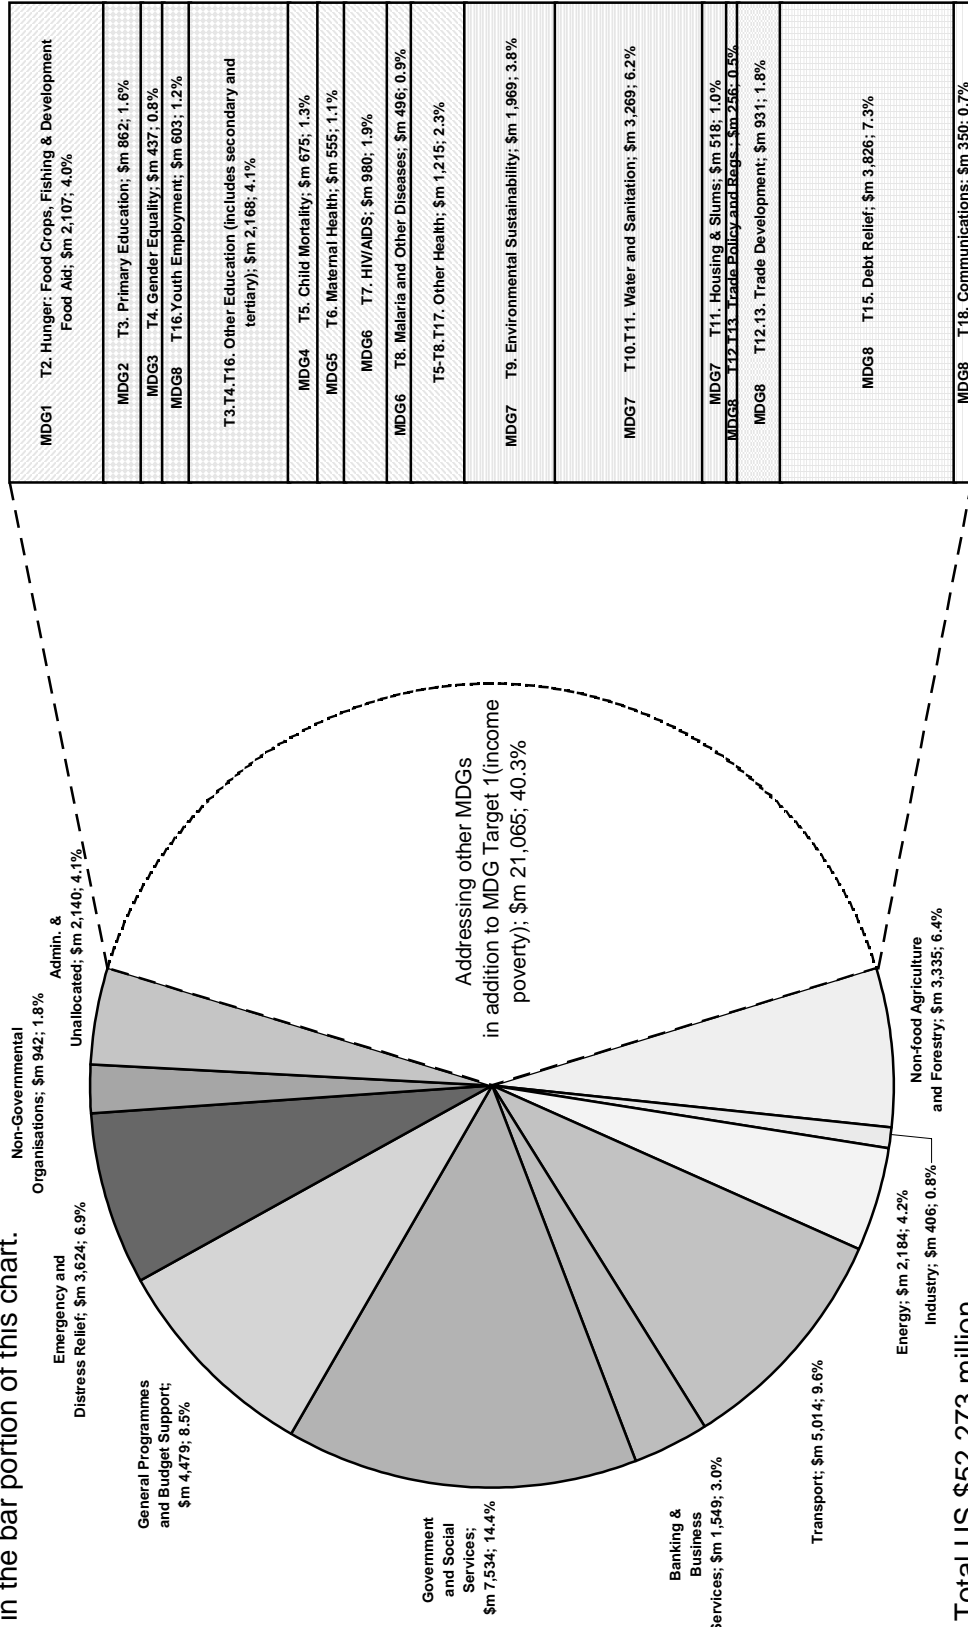 in the bar portion of this chart.
Non-Governmental
Organisations; $m 942; 1.8%
Admin. &
Unallocated; $m 2,140; 4.1%
Emergency and
Distress Relief; $m 3,624; 6.9%
General Programmes
and Budget Support;
$m 4,479; 8.5%
Government
and Social
Services;
$m 7,534; 14.4%
Banking &
Business
Services; $m 1,549; 3.0%
Transport; $m 5,014; 9.6%
Energy; $m 2,184; 4.2%
Industry; $m 406; 0.8%
Non-food Agriculture
and Forestry; $m 3,335; 6.4%
Addressing other MDGs
in addition to MDG Target 1(income
poverty); $m 21,065; 40.3%
MDG1 T2. Hunger: Food Crops, Fishing & Development
Food Aid; $m 2,107; 4.0%
MDG2 T3. Primary Education; $m 862; 1.6%
MDG3 T4. Gender Equality; $m 437; 0.8%
MDG8 T16.Youth Employment; $m 603; 1.2%
T3.T4.T16. Other Education (includes secondary and
tertiary); $m 2,168; 4.1%
MDG4 T5. Child Mortality; $m 675; 1.3%
MDG5 T6. Maternal Health; $m 555; 1.1%
MDG6 T7. HIV/AIDS; $m 980; 1.9%
MDG6 T8. Malaria and Other Diseases; $m 496; 0.9%
T5-T8.T17. Other Health; $m 1,215; 2.3%
MDG7 T9. Environmental Sustainability; $m 1,969; 3.8%
MDG7 T10.T11. Water and Sanitation; $m 3,269; 6.2%
MDG7 T11. Housing & Slums; $m 518; 1.0%
MDG8 T12.T13. Trade Policy and Regs.; $m 256; 0.5%
MDG8 T12.13. Trade Development; $m 931; 1.8%
MDG8 T15. Debt Relief; $m 3,826; 7.3%
MDG8 T18. Communications; $m 350; 0.7%
Total US $52,273 million